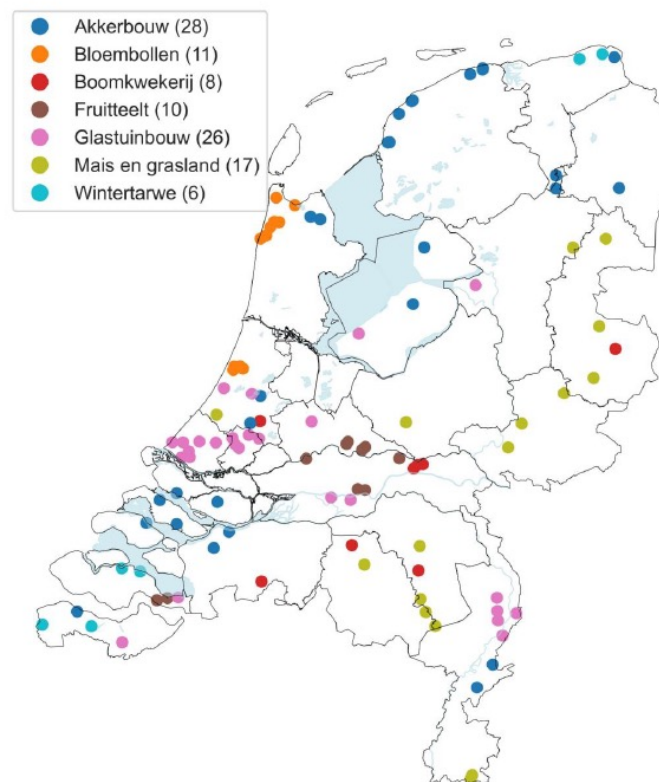 Akkerbouw (28)
Bloembollen (11)
Boomkwekerij (8)
Fruitteelt (10)
Glastuinbouw (26)
Mais en grasland (17)
Wintertarwe (6)